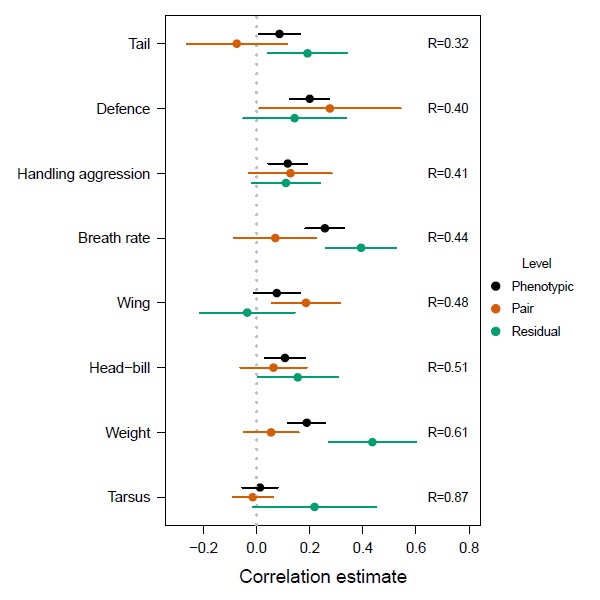 Tail
R=0.32
Defence
R=0.40
Handling aggression
R=0.41
Breath rate
R=0.44
Wing
R=0.48
Head−bill
R=0.51
Weight
R=0.61
Tarsus
R=0.87
Level
Phenotypic
Pair
Residual
−0.2 0.0 0.2 0.4 0.6 0.8
Correlation estimate